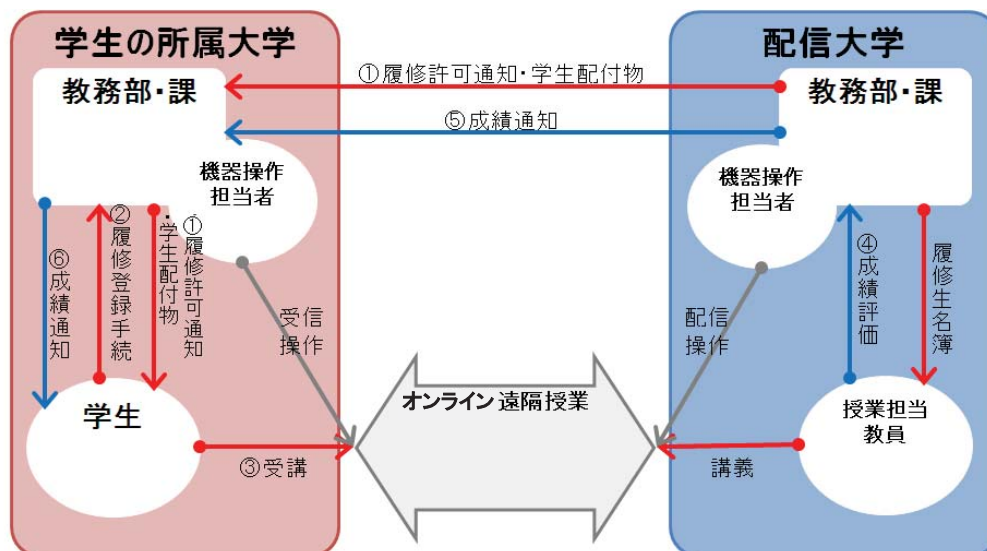 学生の所属大学
配信大学
教務部・課
①履修許可通知・学生配付物
教務部・課
⑤成績通知
機器操作
担当者
機器操作
担当者
⑥成績通知
②履修登録手続
①履修許可通知
・学生配付物
④成績評価
履修生名簿
受信
操作
配信
操作
オンライン遠隔授業
学生
授業担当
教員
③受講
講義